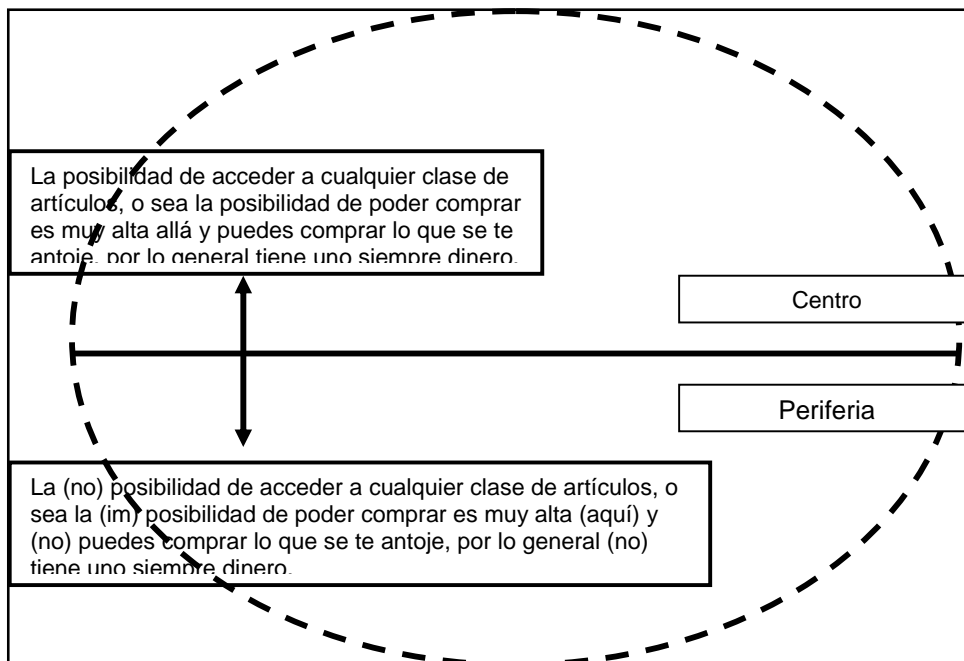 La posibilidad de acceder a cualquier clase de
artículos, o sea la posibilidad de poder comprar
es muy alta allá y puedes comprar lo que se te
antoje, por lo general tiene uno siempre dinero.
Centro
Periferia
La (no) posibilidad de acceder a cualquier clase de artículos, o
sea la (im) posibilidad de poder comprar es muy alta (aquí) y
(no) puedes comprar lo que se te antoje, por lo general (no)
tiene uno siempre dinero.